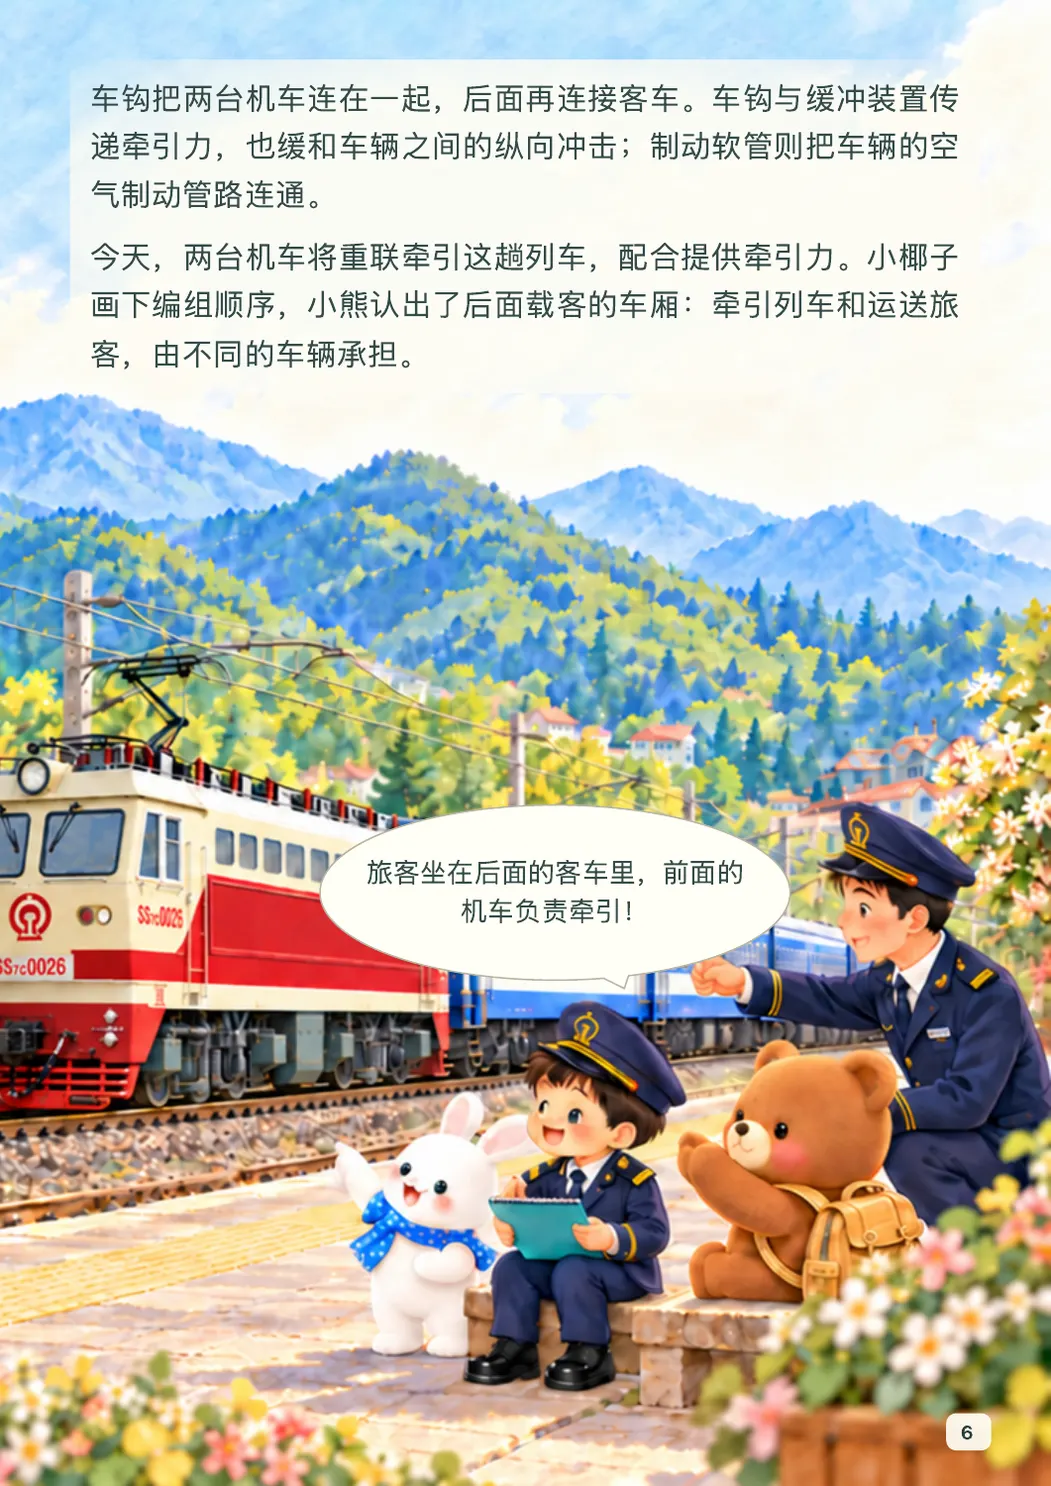 车钩把两台机车连在一起，后面再连接客车。车钩与缓冲装置传
递牵引力，也缓和车辆之间的纵向冲击；制动软管则把车辆的空
气制动管路连通。
今天，两台机车将重联牵引这趟列车，配合提供牵引力。小椰子
画下编组顺序，小熊认出了后面载客的车厢：牵引列车和运送旅
客，由不同的车辆承担。
旅客坐在后面的客车里，前面的
机车负责牵引！
SS7C0026
SS7C0026
6